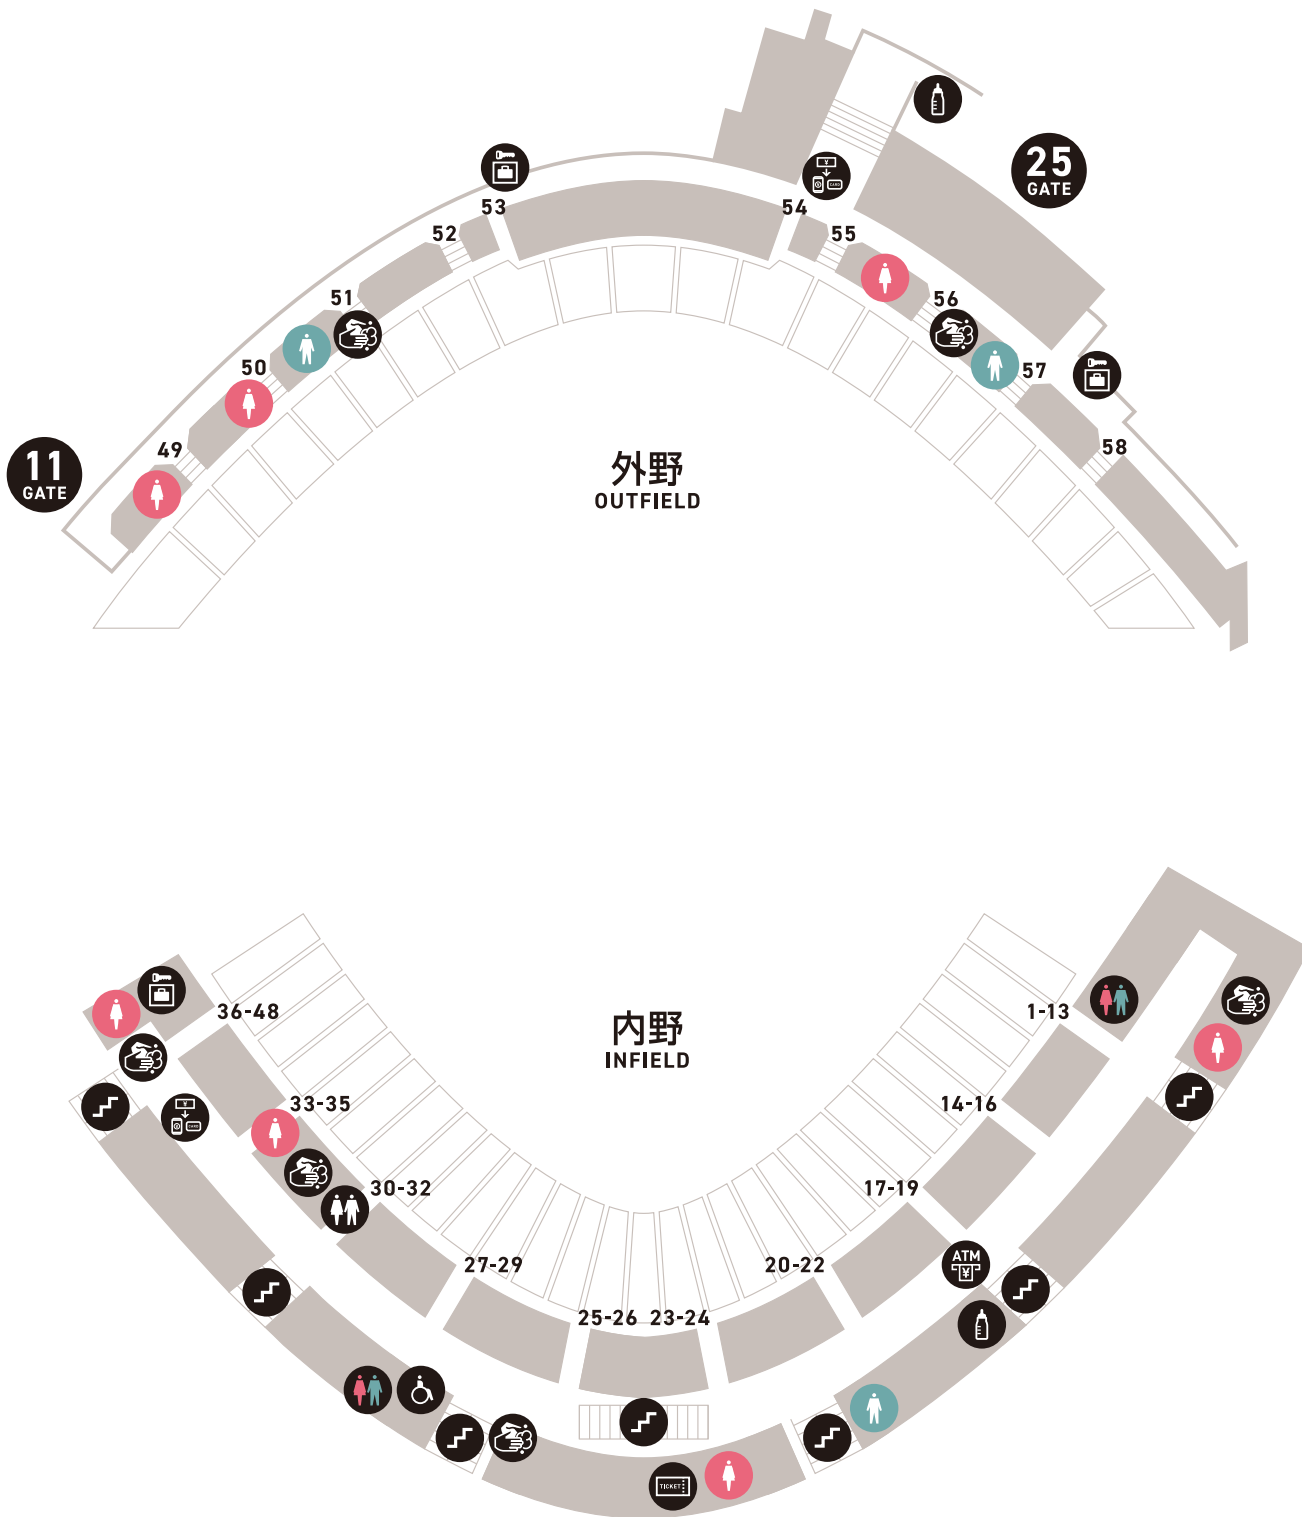 25
GATE
53
54
52
55
51
56
50
57
49
58
11
GATE
外野
OUTFIELD
36-48
1-13
内野
INFIELD
33-35
14-16
30-32
17-19
ATM
¥
27-29
20-22
25-26
23-24
TICKET
¥
CARD
¥
CARD